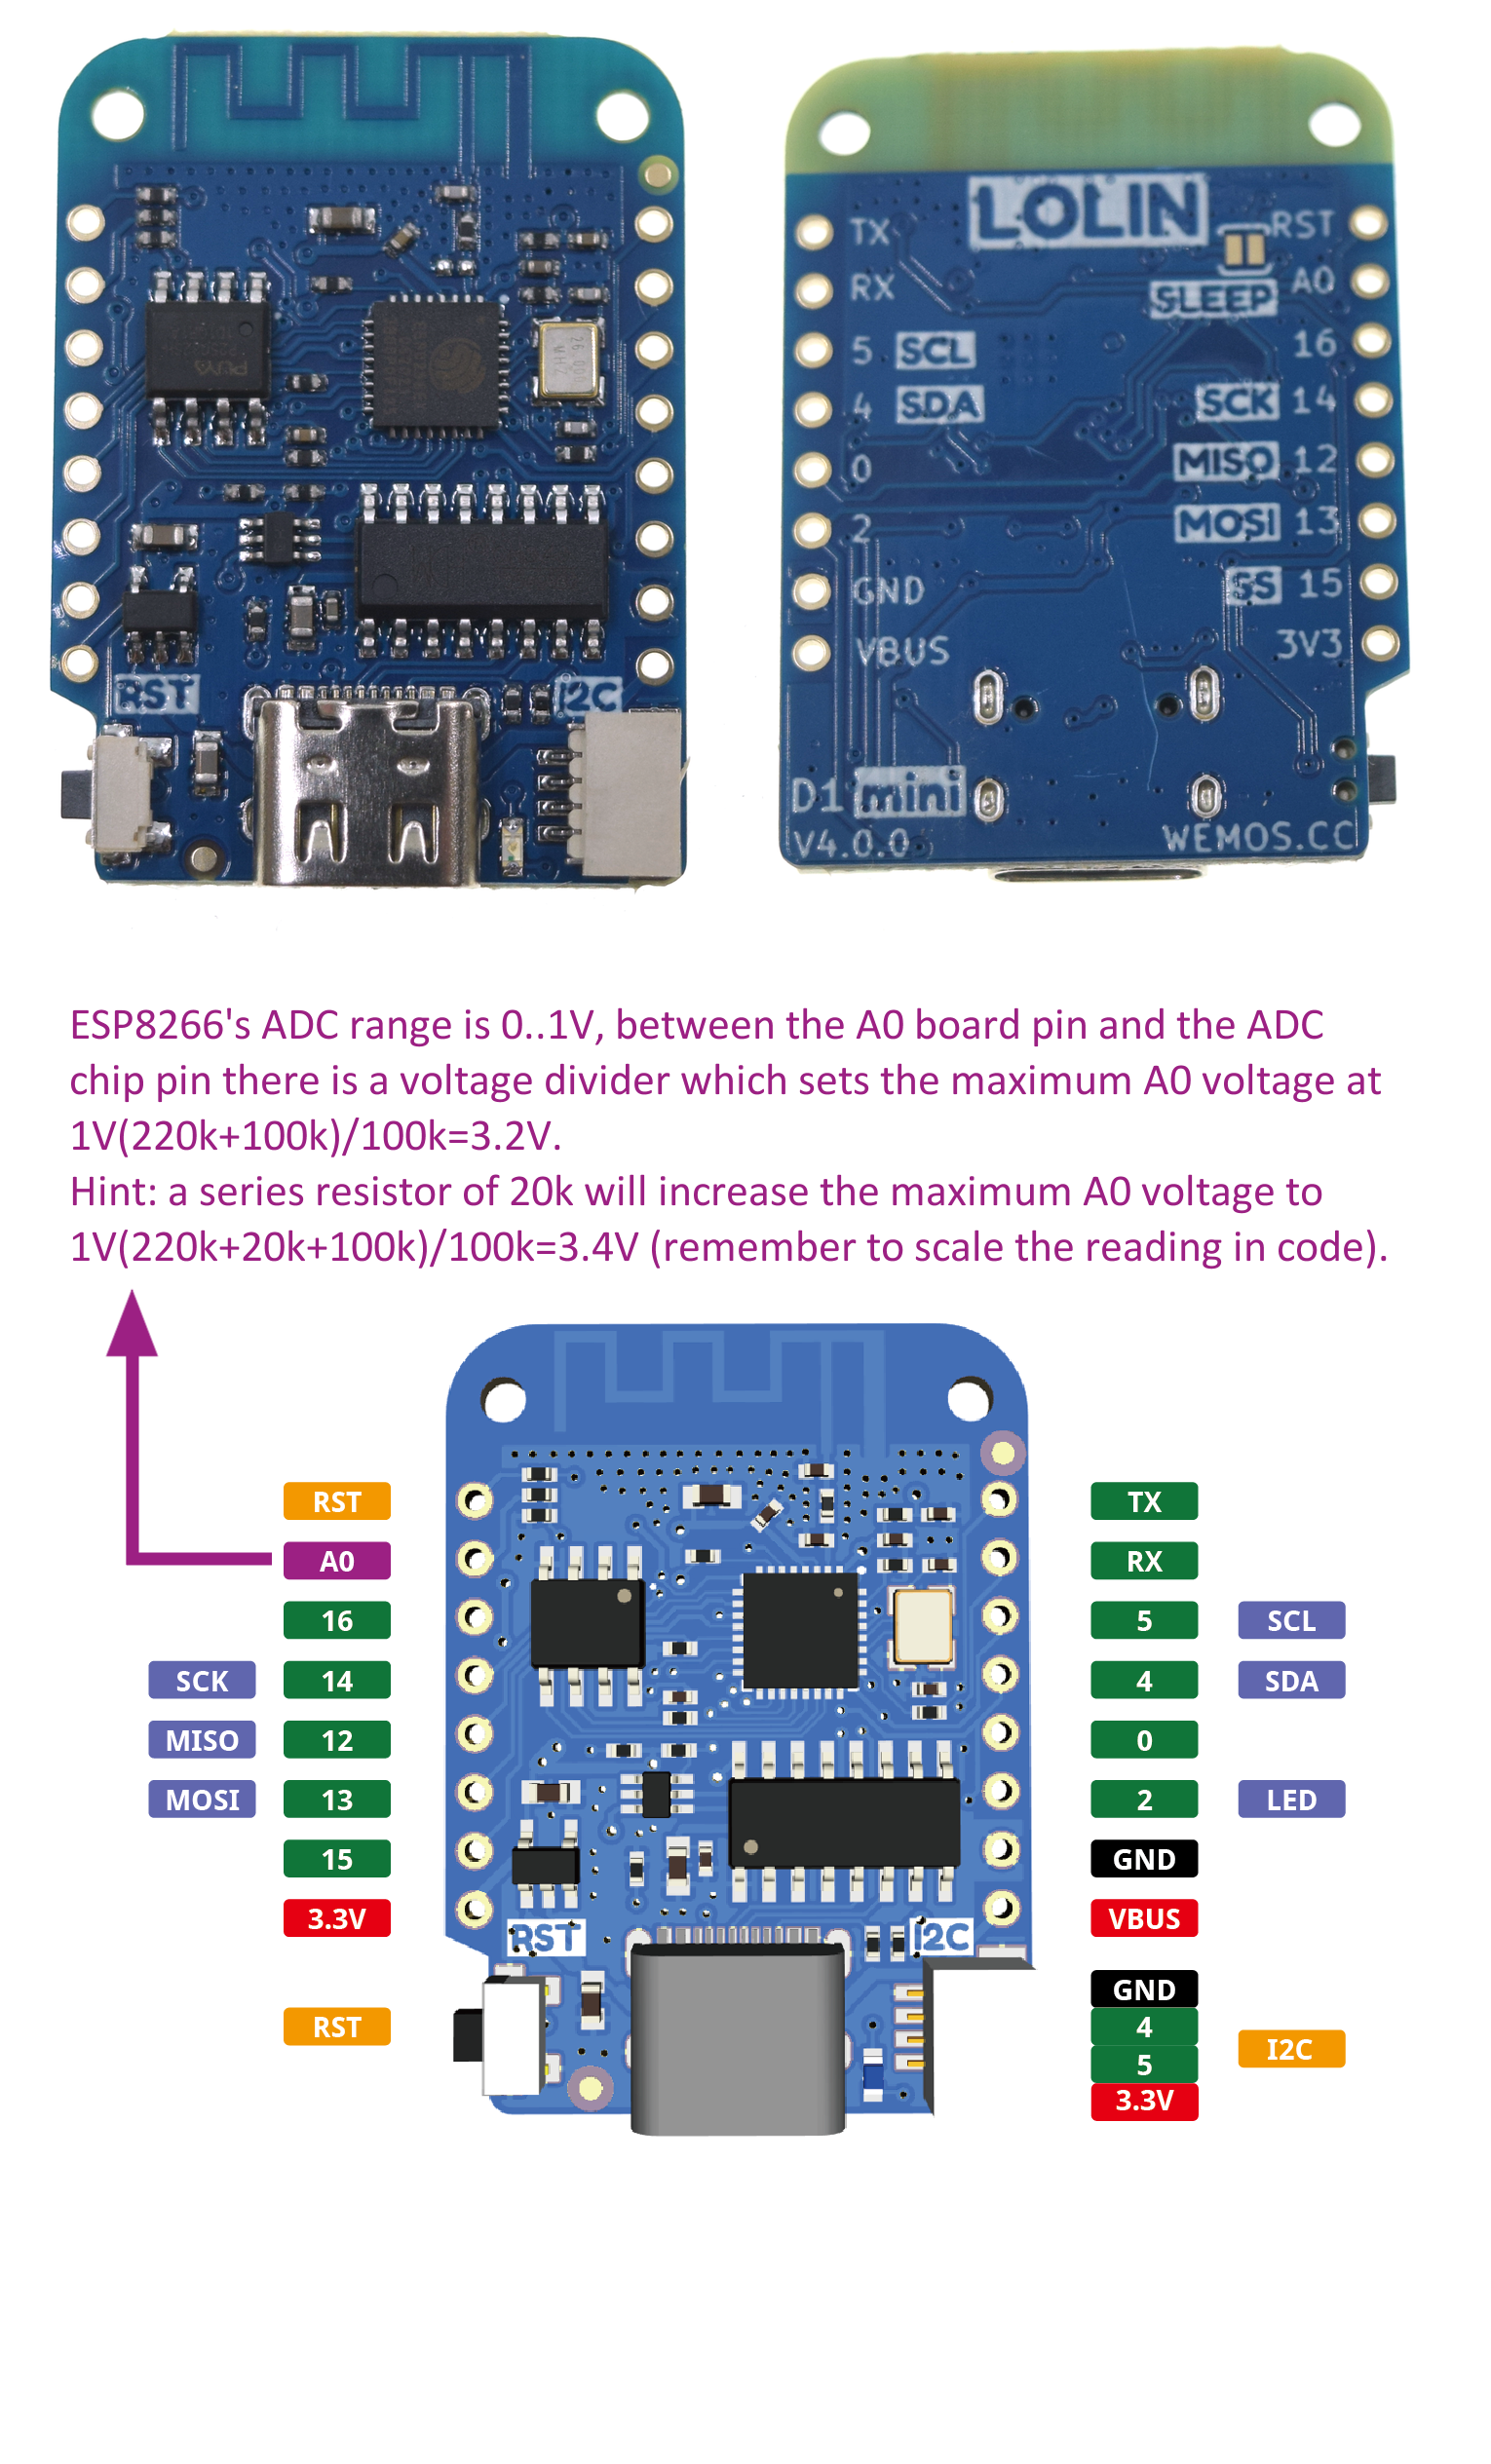 RST
I2C
26.000
MHZ
LOLIN
TX
RST
RX
A0
SLEEP
5 SCL
16
4 SDA
SCK 14
0
MISO 12
2
MOSI 13
GND
SS 15
VBUS
3V3
D1 mini
V4.0.0
WEMOS.CC
ESP8266's ADC range is 0..1V, between the A0 board pin and the ADC
chip pin there is a voltage divider which sets the maximum A0 voltage at
1V(220k+100k)/100k=3.2V.
Hint: a series resistor of 20k will increase the maximum A0 voltage to
1V(220k+20k+100k)/100k=3.4V (remember to scale the reading in code).
RST
TX
A0
RX
16
5 SCL
SCK 14
4 SDA
MISO 12
0
MOSI 13
2 LED
15
GND
3.3V
VBUS
RST
I2C
GND
RST
4
I2C
5
3.3V